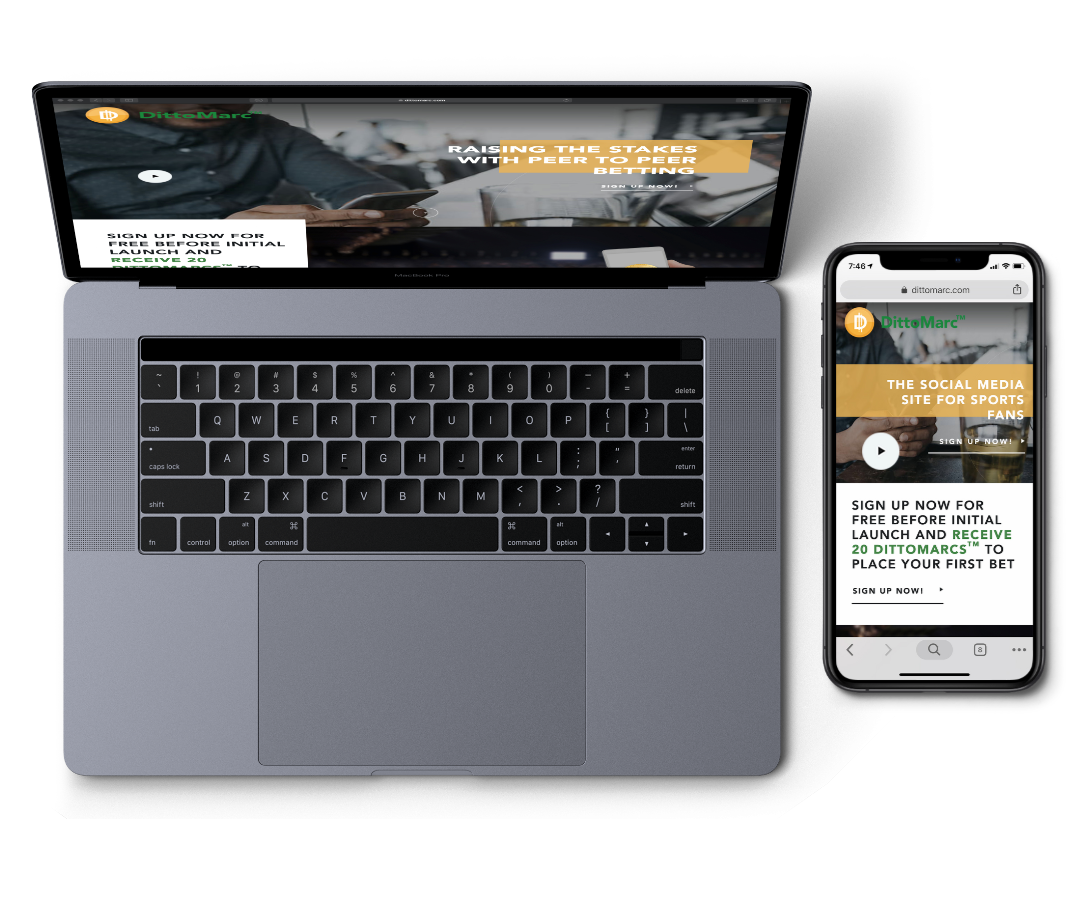 dittomarc.com
DittoMarc
RAISING THE STAKES
WITH PEER TO PEER
BETTING
SIGN UP NOW!
SIGN UP NOW FOR
FREE BEFORE INITIAL
LAUNCH AND
RECEIVE 20
DITTOMARCS™ TO
MacBook Pro
~ ! @ # $ % ^ & * ( ) — +
` 1 2 3 4 5 6 7 8 9 0 - = delete
tab Q W E R T Y U I O P { [ } ] | \
caps lock A S D F G H J K L : ; " ' enter return
shift Z X C V B N M < , > . ? / shift
fn control alt option ⌘ command ⌘ command alt option
7:46
dittomarc.com
DittoMarc™
THE SOCIAL MEDIA
SITE FOR SPORTS
FANS
SIGN UP NOW!
SIGN UP NOW FOR
FREE BEFORE INITIAL
LAUNCH AND RECEIVE
20 DITTOMARCS™ TO
PLACE YOUR FIRST BET
SIGN UP NOW!
8